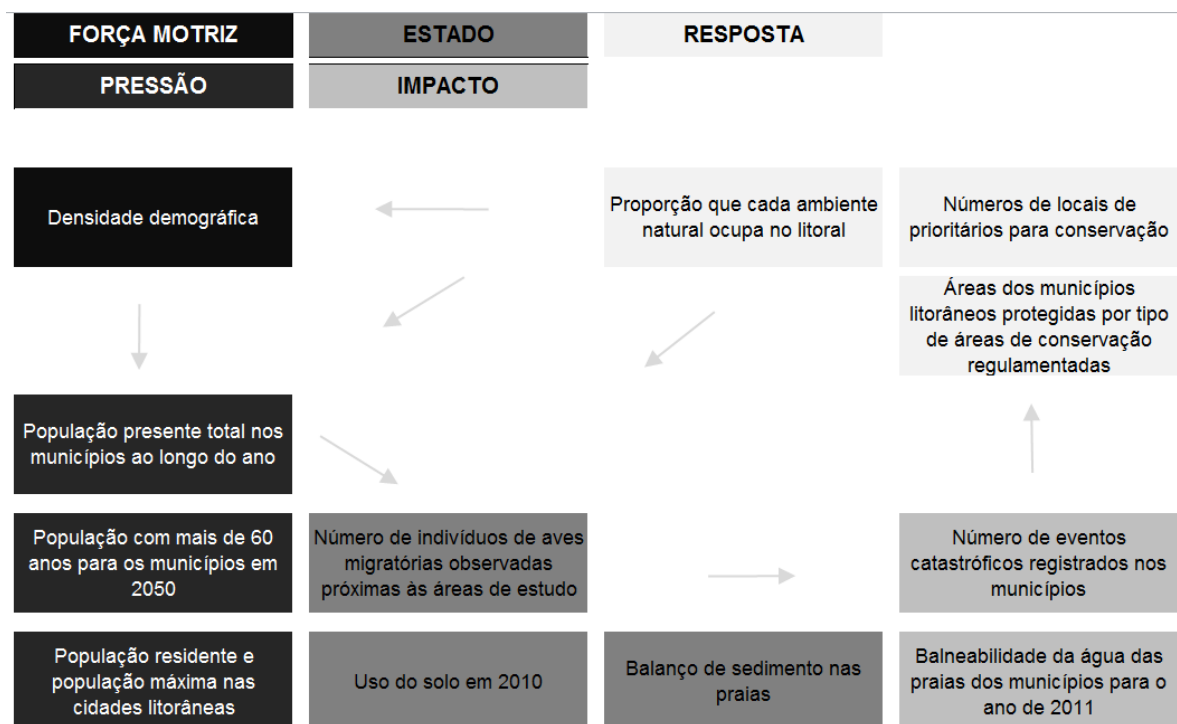 FORÇA MOTRIZ
ESTADO
RESPOSTA
PRESSÃO
IMPACTO
Densidade demográfica
Proporção que cada ambiente
natural ocupa no litoral
Números de locais de
prioritários para conservação
Áreas dos municípios
litorâneos protegidas por tipo
de áreas de conservação
regulamentadas
População presente total nos
municípios ao longo do ano
População com mais de 60
anos para os municípios em
2050
Número de indivíduos de aves
migratórias observadas
próximas às áreas de estudo
Número de eventos
catastróficos registrados nos
municípios
População residente e
população máxima nas
cidades litorâneas
Uso do solo em 2010
Balanço de sedimento nas
praias
Balneabilidade da água das
praias dos municípios para o
ano de 2011